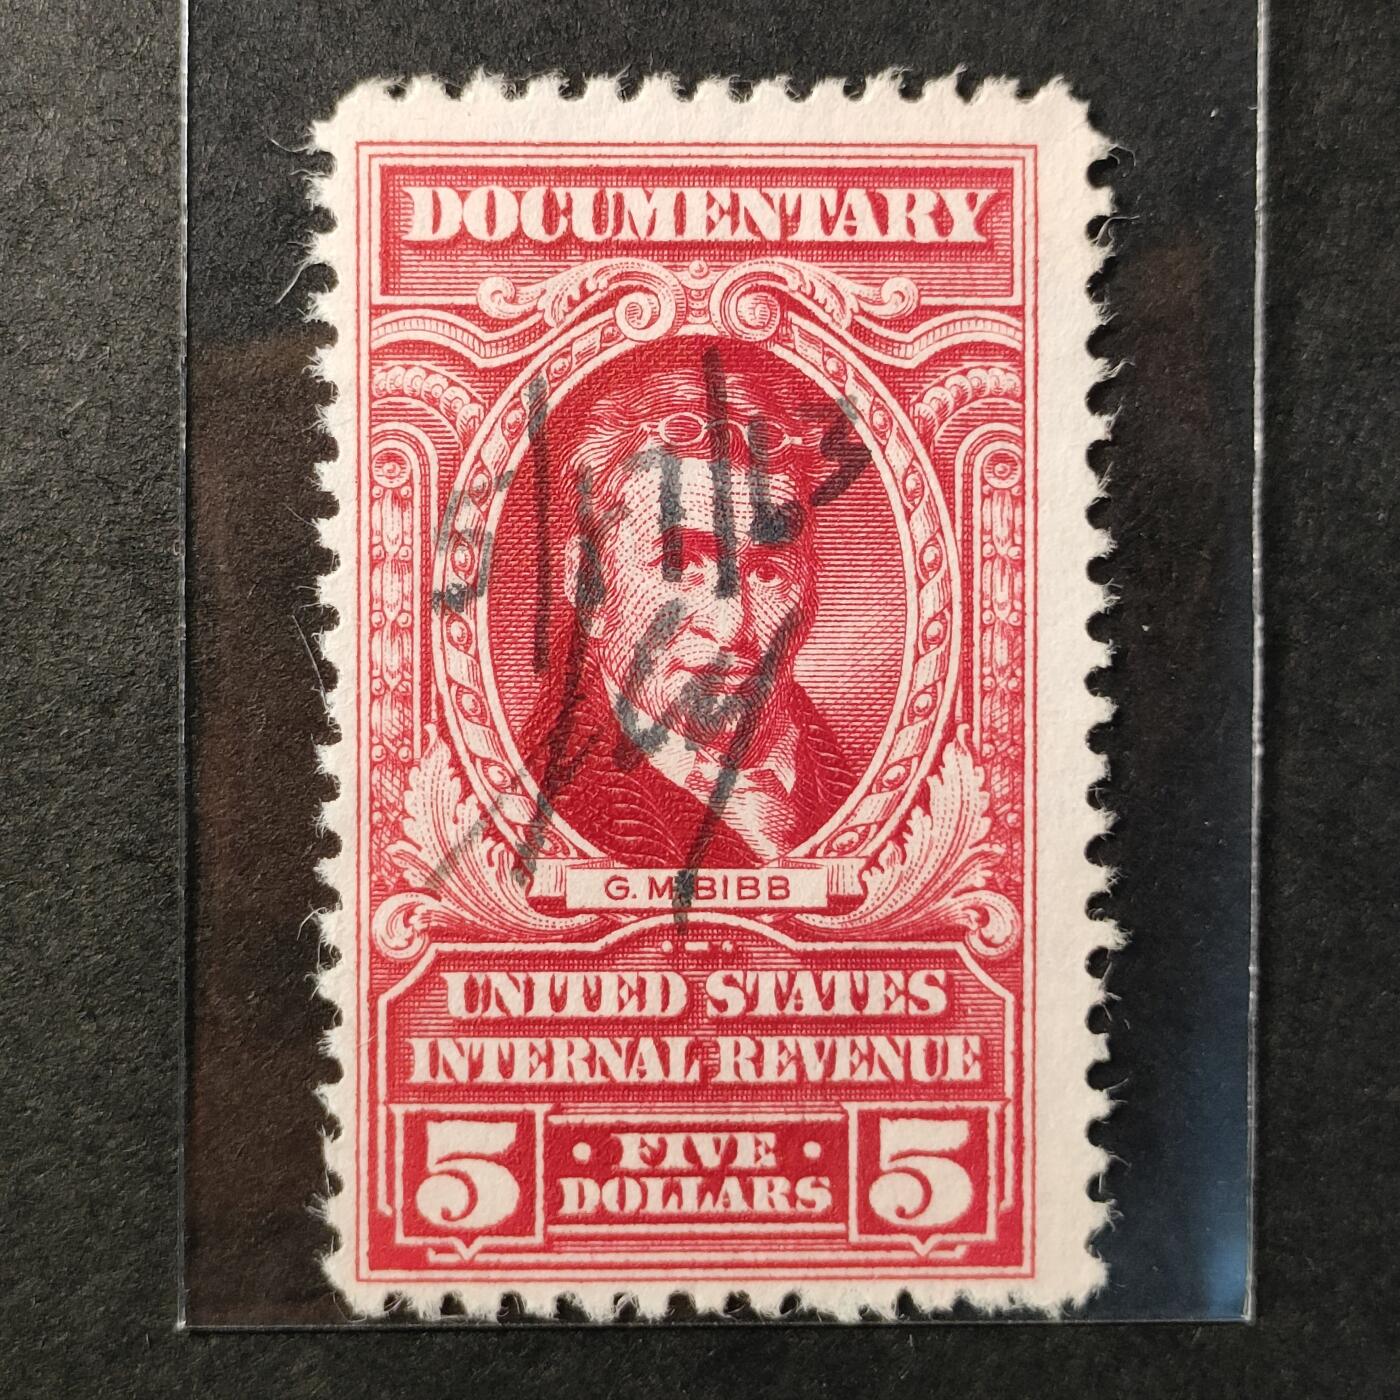 DOCUMENTARY
G. M. BIBB
UNITED STATES
INTERNAL REVENUE
5 · FIVE · 5
DOLLARS